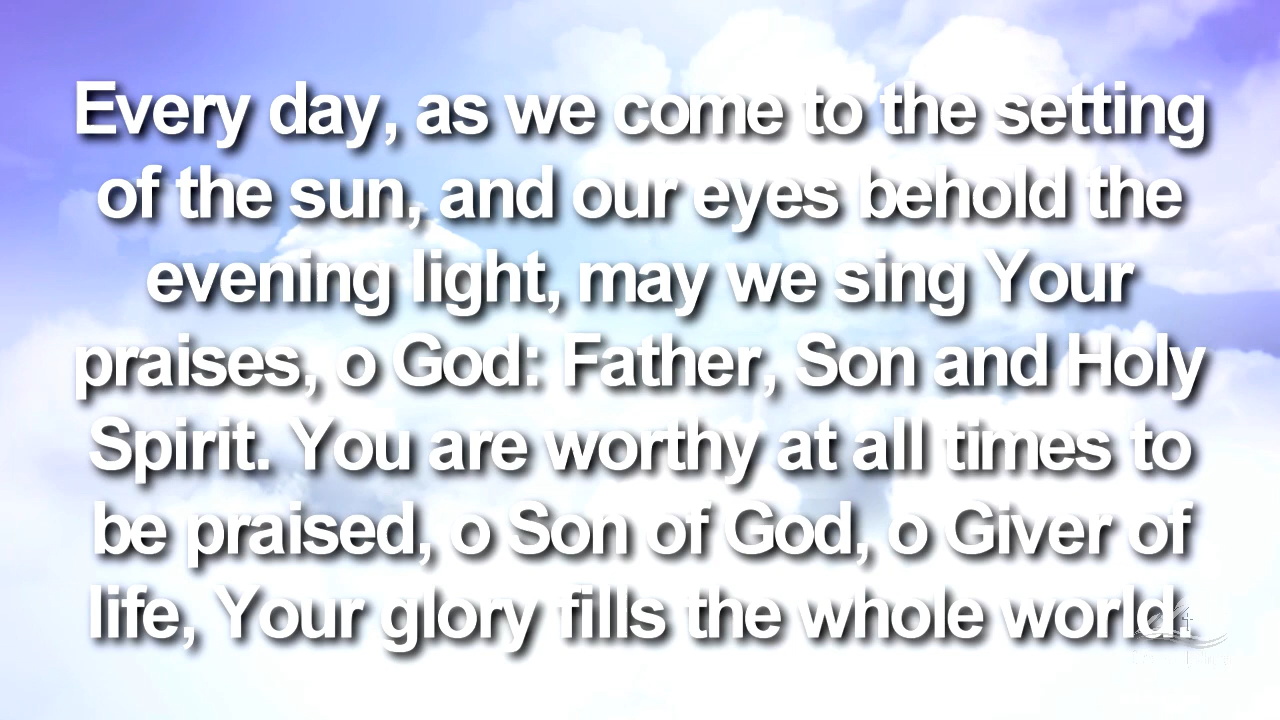 Every day, as we come to the setting
of the sun, and our eyes behold the
evening light, may we sing Your
praises, o God: Father, Son and Holy
Spirit. You are worthy at all times to
be praised, o Son of God, o Giver of
life, Your glory fills the whole world.